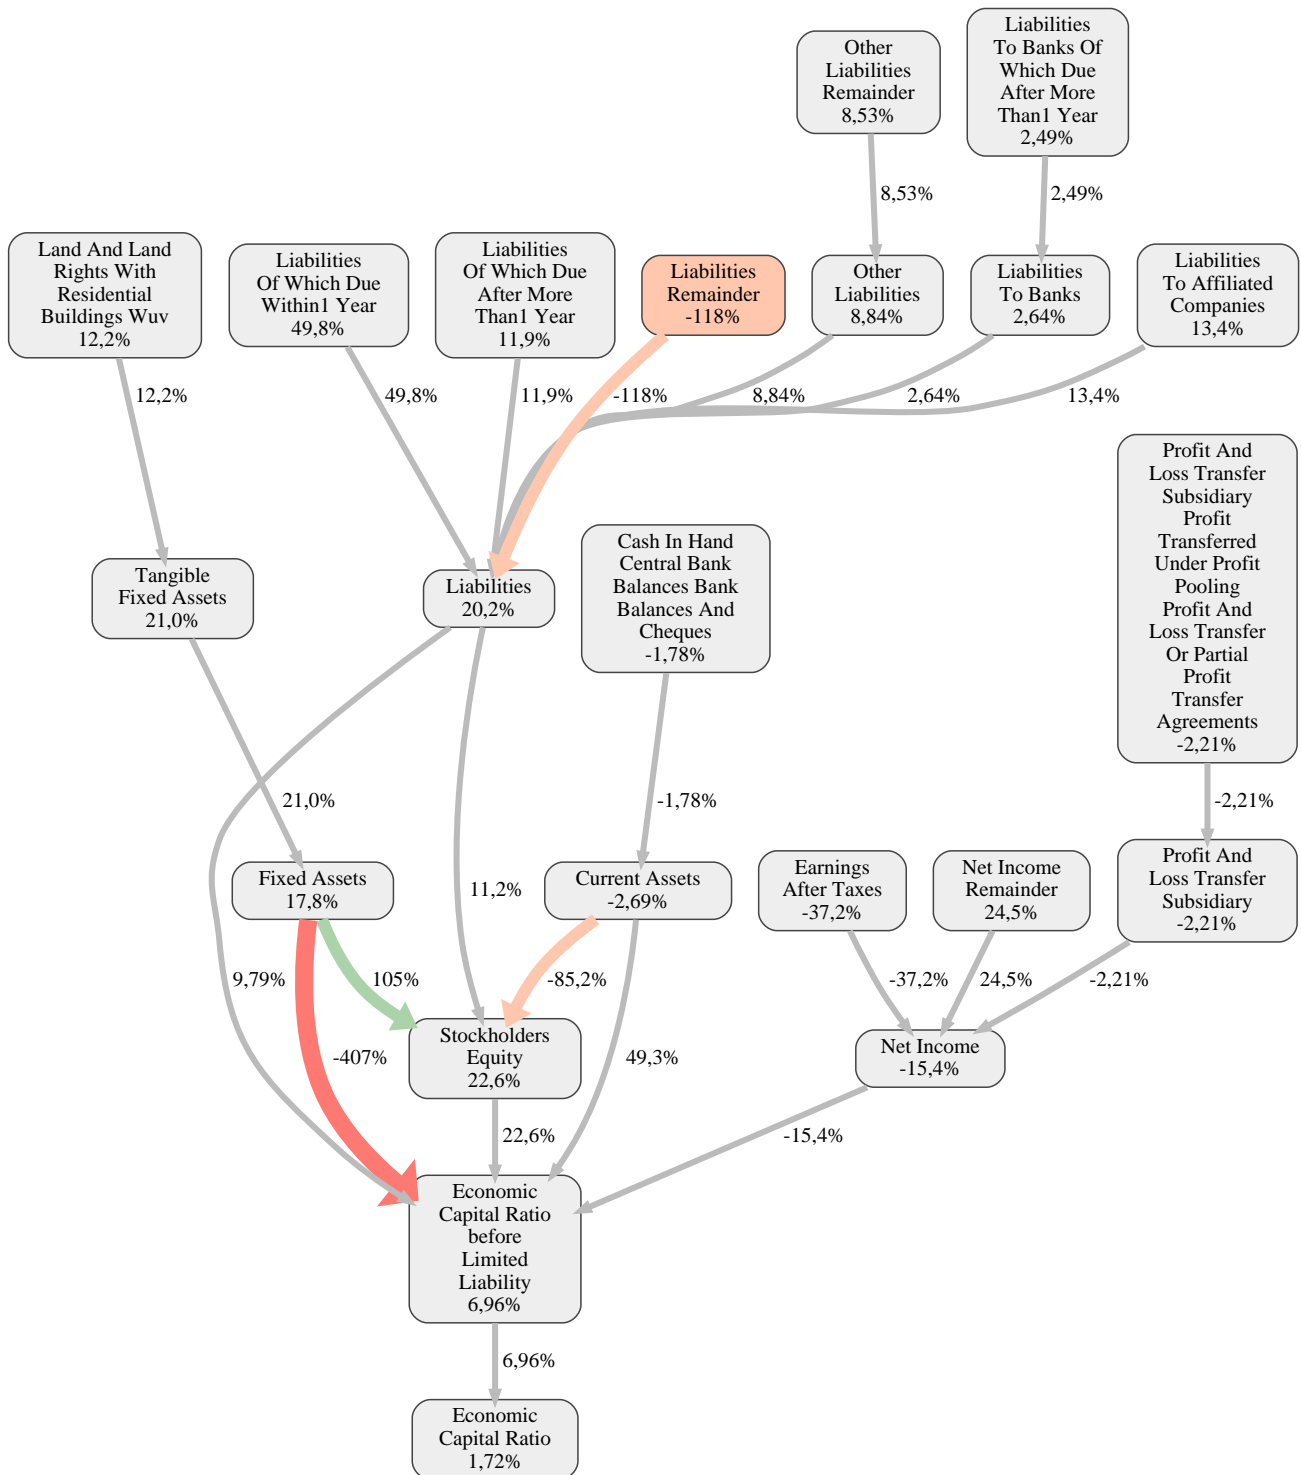 Other
Liabilities
Remainder
8,53%
Liabilities
To Banks Of
Which Due
After More
Than1 Year
2,49%
8,53%
2,49%
Land And Land
Rights With
Residential
Buildings Wuv
12,2%
Liabilities
Of Which Due
Within1 Year
49,8%
Liabilities
Of Which Due
After More
Than1 Year
11,9%
Liabilities
Remainder
-118%
Other
Liabilities
8,84%
Liabilities
To Banks
2,64%
Liabilities
To Affiliated
Companies
13,4%
12,2%
49,8%
11,9%
-118%
8,84%
2,64%
13,4%
Profit And
Loss Transfer
Subsidiary
Profit
Transferred
Under Profit
Pooling
Profit And
Loss Transfer
Or Partial
Profit
Transfer
Agreements
-2,21%
Tangible
Fixed Assets
21,0%
Liabilities
20,2%
Cash In Hand
Central Bank
Balances Bank
Balances And
Cheques
-1,78%
21,0%
-1,78%
-2,21%
Fixed Assets
17,8%
11,2%
Current Assets
-2,69%
Earnings
After Taxes
-37,2%
Net Income
Remainder
24,5%
Profit And
Loss Transfer
Subsidiary
-2,21%
9,79%
105%
-85,2%
-37,2%
24,5%
-2,21%
-407%
Stockholders
Equity
22,6%
49,3%
Net Income
-15,4%
22,6%
-15,4%
Economic
Capital Ratio
before
Limited
Liability
6,96%
6,96%
Economic
Capital Ratio
1,72%